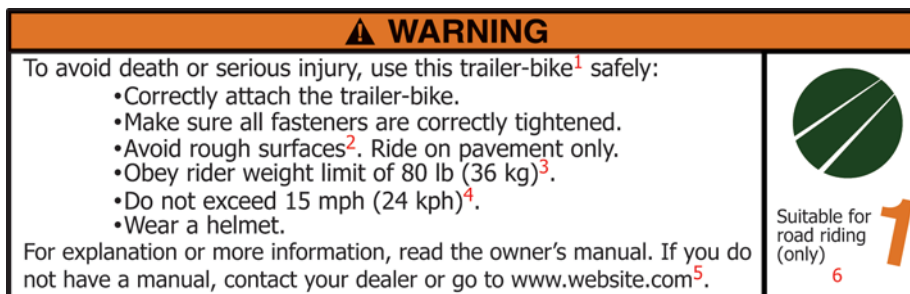 ⚠ WARNING
To avoid death or serious injury, use this trailer-bike1 safely:
•Correctly attach the trailer-bike.
•Make sure all fasteners are correctly tightened.
•Avoid rough surfaces2. Ride on pavement only.
•Obey rider weight limit of 80 lb (36 kg)3.
•Do not exceed 15 mph (24 kph)4.
•Wear a helmet.
For explanation or more information, read the owner's manual. If you do
not have a manual, contact your dealer or go to www.website.com5.
Suitable for
road riding
(only)
6
1